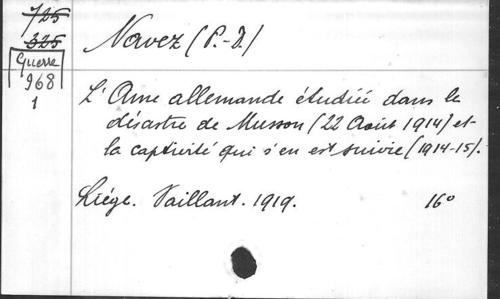 725
325
Guerre
968
1
Navez (P.-D.)
L'Ame allemande étudiée dans le
désastre de Musson (22 Août 1914) et
la captivité qui s'en est suivie (1914-15).
Liége. Vaillant. 1919. 16°